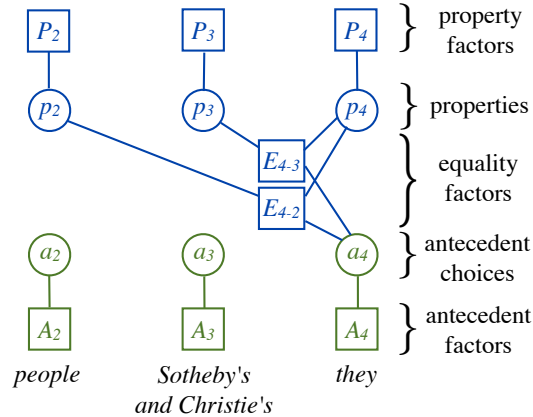 P2 P3 P4 property
factors
p2 p3 p4 properties
E4-3
equality
factors
E4-2
a2 a3 a4 antecedent
choices
A2 A3 A4 antecedent
factors
people Sotheby's they
and Christie's